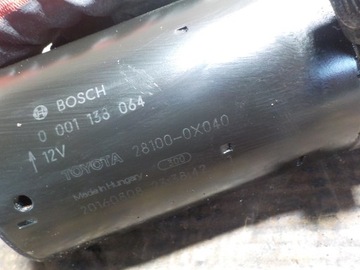 BOSCH
0 001 138 064
12V
TOYOTA 28100-0X040
Made in Hungary